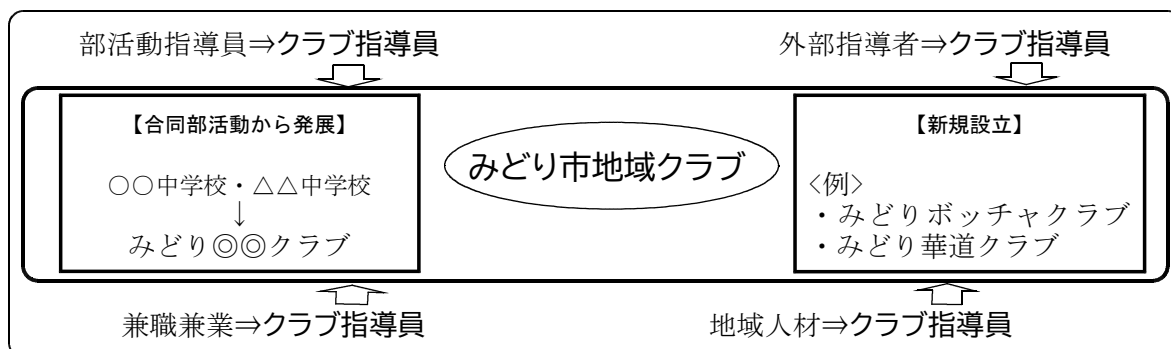 部活動指導員⇒クラブ指導員
外部指導者⇒クラブ指導員
【合同部活動から発展】
○○中学校・△△中学校
↓
みどり◎◎クラブ
みどり市地域クラブ
【新規設立】
<例>
・みどりボッチャクラブ
・みどり華道クラブ
兼職兼業⇒クラブ指導員
地域人材⇒クラブ指導員